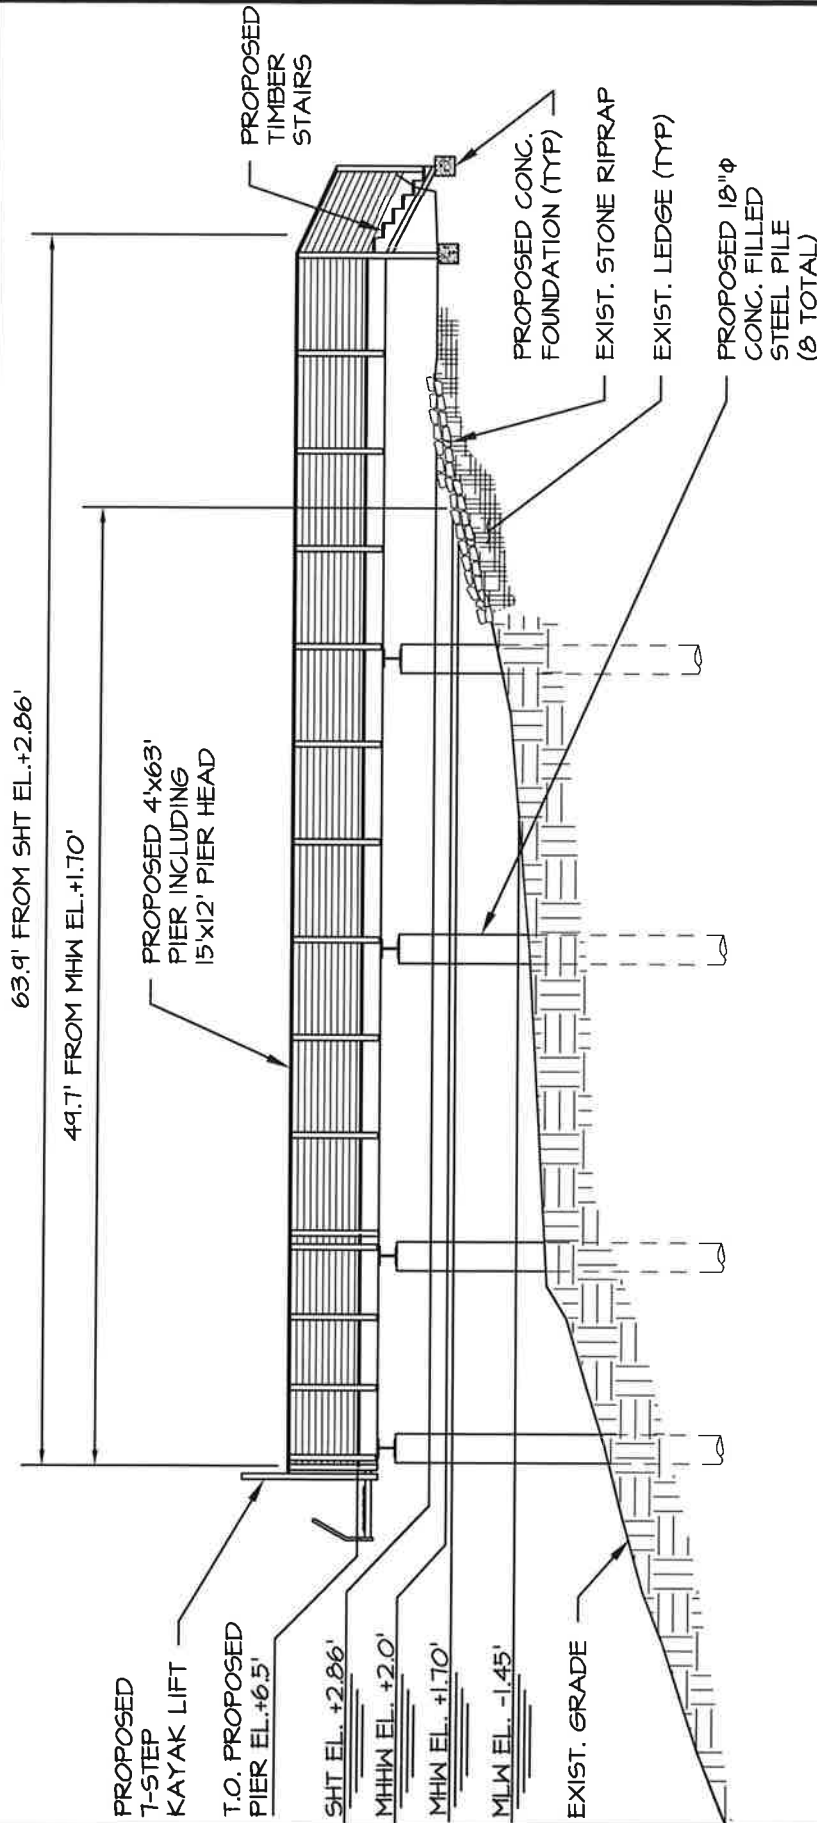 63.9' FROM SHT EL.+2.86'
49.7' FROM MHW EL.+1.70'
PROPOSED 4'x63'
PIER INCLUDING
15'x12' PIER HEAD
PROPOSED
TIMBER
STAIRS
PROPOSED
7-STEP
KAYAK LIFT
T.O. PROPOSED
PIER EL.+6.5'
SHT EL. +2.86'
MHHW EL. +2.0'
MHW EL. +1.70'
MLW EL. -1.45'
EXIST. GRADE
PROPOSED CONC.
FOUNDATION (TYP)
EXIST. STONE RIPRAP
EXIST. LEDGE (TYP)
PROPOSED 18"Φ
CONC. FILLED
STEEL PILE
(8 TOTAL)